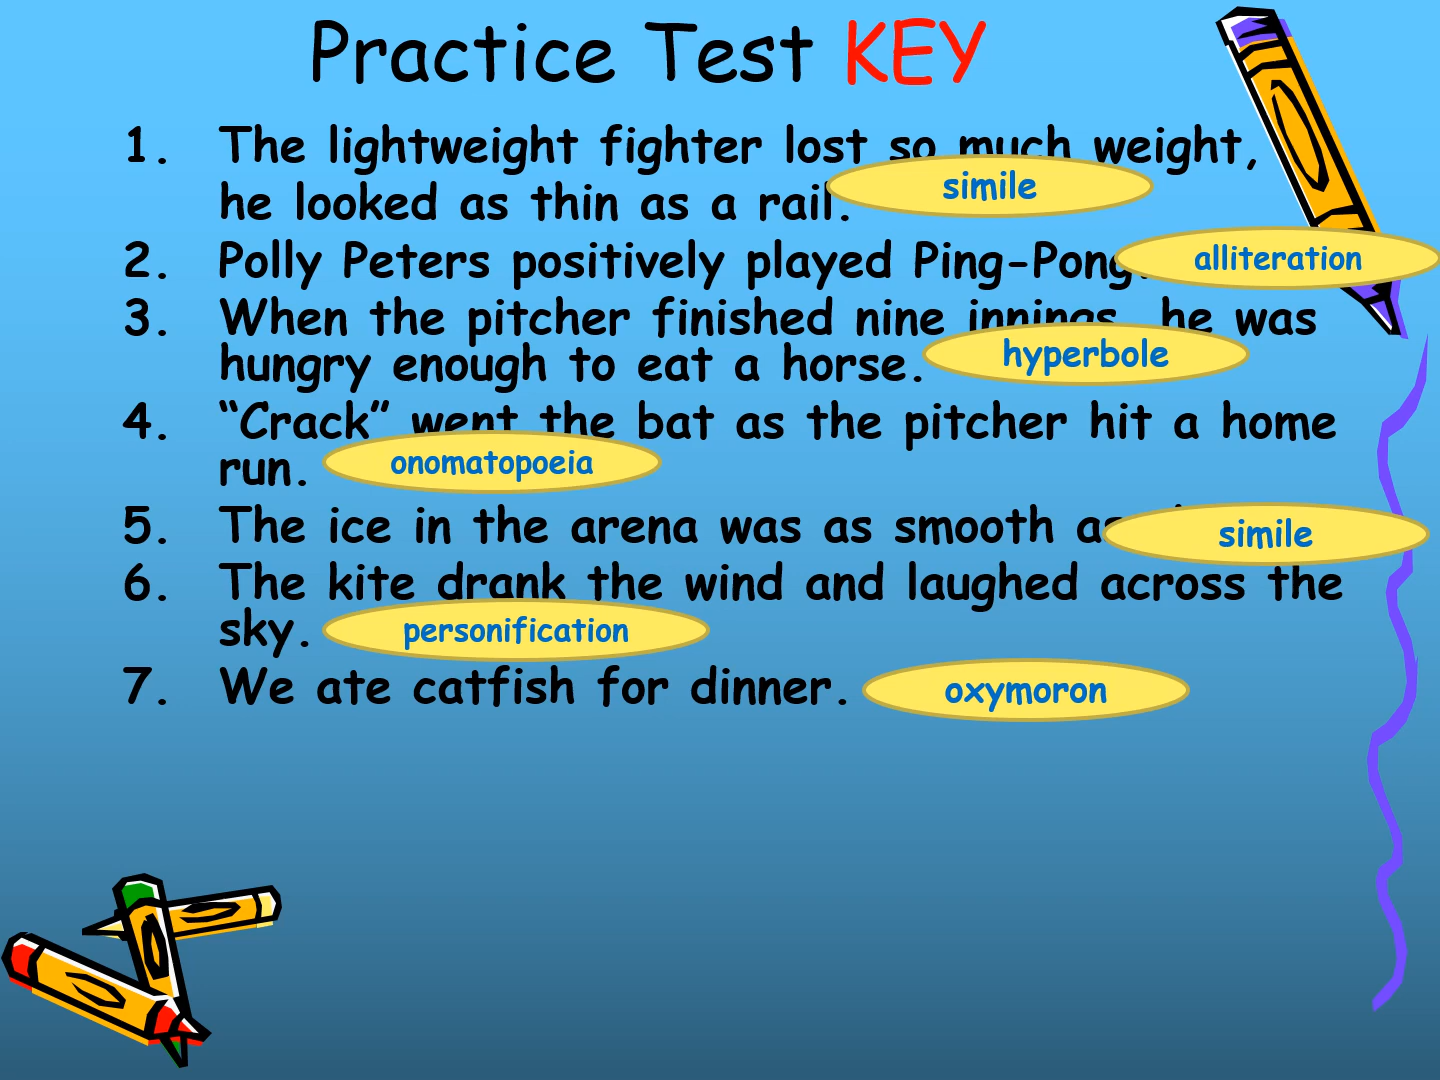 Practice Test KEY
1. The lightweight fighter lost so much weight,
he looked as thin as a rail. simile
2. Polly Peters positively played Ping-Pong. alliteration
3. When the pitcher finished nine innings, he was
hungry enough to eat a horse. hyperbole
4. “Crack” went the bat as the pitcher hit a home
run. onomatopoeia
5. The ice in the arena was as smooth as simile
6. The kite drank the wind and laughed across the
sky. personification
7. We ate catfish for dinner. oxymoron